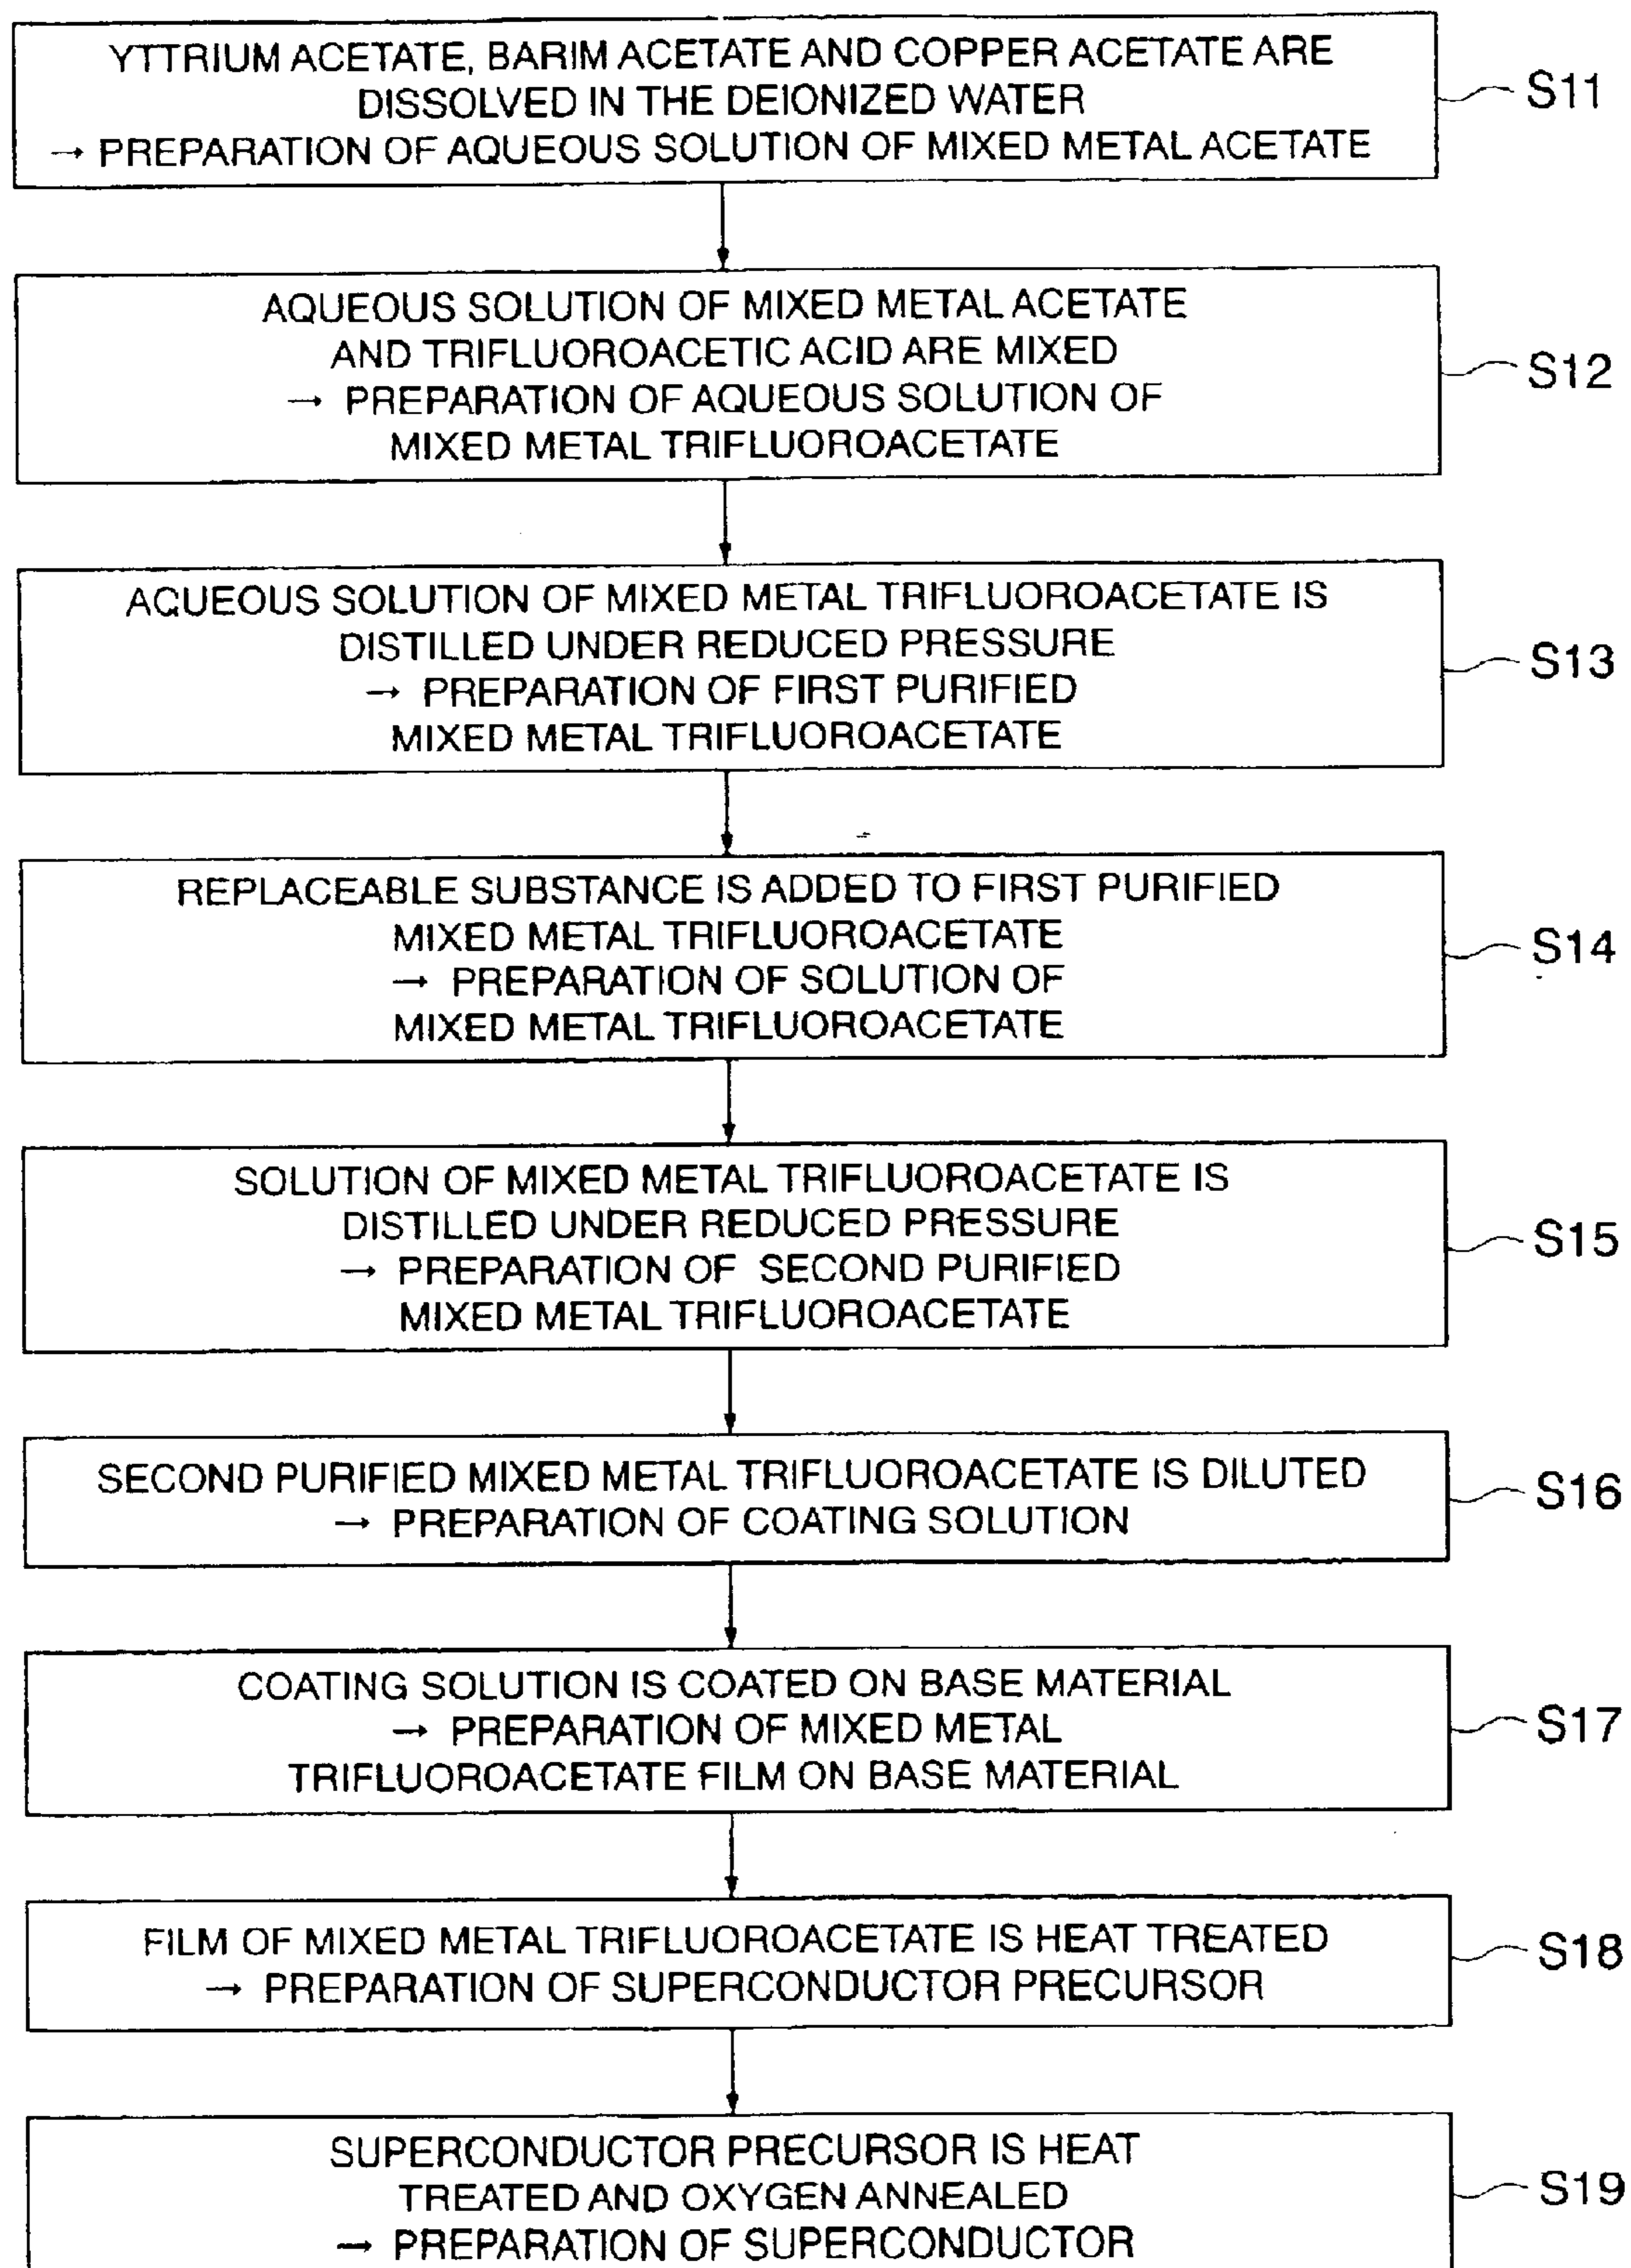 YTTRIUM ACETATE, BARIM ACETATE AND COPPER ACETATE ARE
DISSOLVED IN THE DEIONIZED WATER
→ PREPARATION OF AQUEOUS SOLUTION OF MIXED METAL ACETATE
S11
AQUEOUS SOLUTION OF MIXED METAL ACETATE
AND TRIFLUOROACETIC ACID ARE MIXED
→ PREPARATION OF AQUEOUS SOLUTION OF
MIXED METAL TRIFLUOROACETATE
S12
AQUEOUS SOLUTION OF MIXED METAL TRIFLUOROACETATE IS
DISTILLED UNDER REDUCED PRESSURE
→ PREPARATION OF FIRST PURIFIED
MIXED METAL TRIFLUOROACETATE
S13
REPLACEABLE SUBSTANCE IS ADDED TO FIRST PURIFIED
MIXED METAL TRIFLUOROACETATE
→ PREPARATION OF SOLUTION OF
MIXED METAL TRIFLUOROACETATE
S14
SOLUTION OF MIXED METAL TRIFLUOROACETATE IS
DISTILLED UNDER REDUCED PRESSURE
→ PREPARATION OF SECOND PURIFIED
MIXED METAL TRIFLUOROACETATE
S15
SECOND PURIFIED MIXED METAL TRIFLUOROACETATE IS DILUTED
→ PREPARATION OF COATING SOLUTION
S16
COATING SOLUTION IS COATED ON BASE MATERIAL
→ PREPARATION OF MIXED METAL
TRIFLUOROACETATE FILM ON BASE MATERIAL
S17
FILM OF MIXED METAL TRIFLUOROACETATE IS HEAT TREATED
→ PREPARATION OF SUPERCONDUCTOR PRECURSOR
S18
SUPERCONDUCTOR PRECURSOR IS HEAT
TREATED AND OXYGEN ANNEALED
→ PREPARATION OF SUPERCONDUCTOR
S19